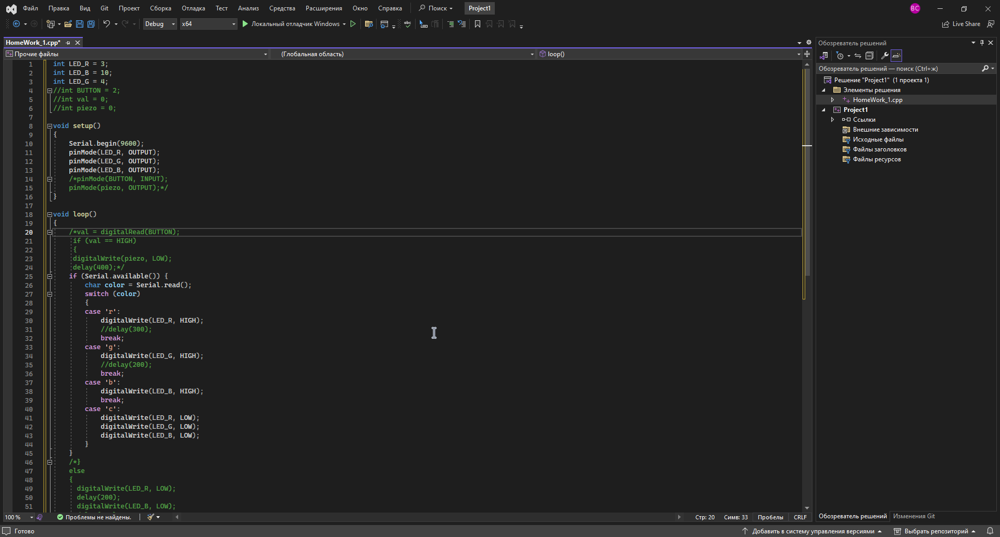 Файл Правка Вид Git Проект Сборка Отладка Тест Анализ Средства Расширения Окно Справка Поиск Project1 ВС
Debug x64 Локальный отладчик Windows abc Live Share
HomeWork_1.cpp*
Прочие файлы (Глобальная область) loop()
1 int LED_R = 3;
2 int LED_B = 10;
3 int LED_G = 4;
4 //int BUTTON = 2;
5 //int val = 0;
6 //int piezo = 0;
7
8 void setup()
9 {
10 Serial.begin(9600);
11 pinMode(LED_R, OUTPUT);
12 pinMode(LED_G, OUTPUT);
13 pinMode(LED_B, OUTPUT);
14 /*pinMode(BUTTON, INPUT);
15 pinMode(piezo, OUTPUT);*/
16 }
17
18 void loop()
19 {
20 /*val = digitalRead(BUTTON);
21 if (val == HIGH)
22 {
23 digitalWrite(piezo, LOW);
24 delay(400);*/
25 if (Serial.available()) {
26 char color = Serial.read();
27 switch (color)
28 {
29 case 'r':
30 digitalWrite(LED_R, HIGH);
31 //delay(300);
32 break;
33 case 'g':
34 digitalWrite(LED_G, HIGH);
35 //delay(200);
36 break;
37 case 'b':
38 digitalWrite(LED_B, HIGH);
39 break;
40 case 'c':
41 digitalWrite(LED_R, LOW);
42 digitalWrite(LED_G, LOW);
43 digitalWrite(LED_B, LOW);
44 }
45 }
46 /*}
47 else
48 {
49 digitalWrite(LED_R, LOW);
50 delay(200);
51 digitalWrite(LED_B, LOW);
100 % Проблемы не найдены. Стр: 20 Симв: 33 Пробелы CRLF
Обозреватель решений
Обозреватель решений — поиск (Ctrl+ж)
Решение "Project1" (1 проекта 1)
Элементы решения
HomeWork_1.cpp
Project1
Ссылки
Внешние зависимости
Исходные файлы
Файлы заголовков
Файлы ресурсов
Обозреватель решений Изменения Git
Готово Добавить в систему управления версиями Выбрать репозиторий